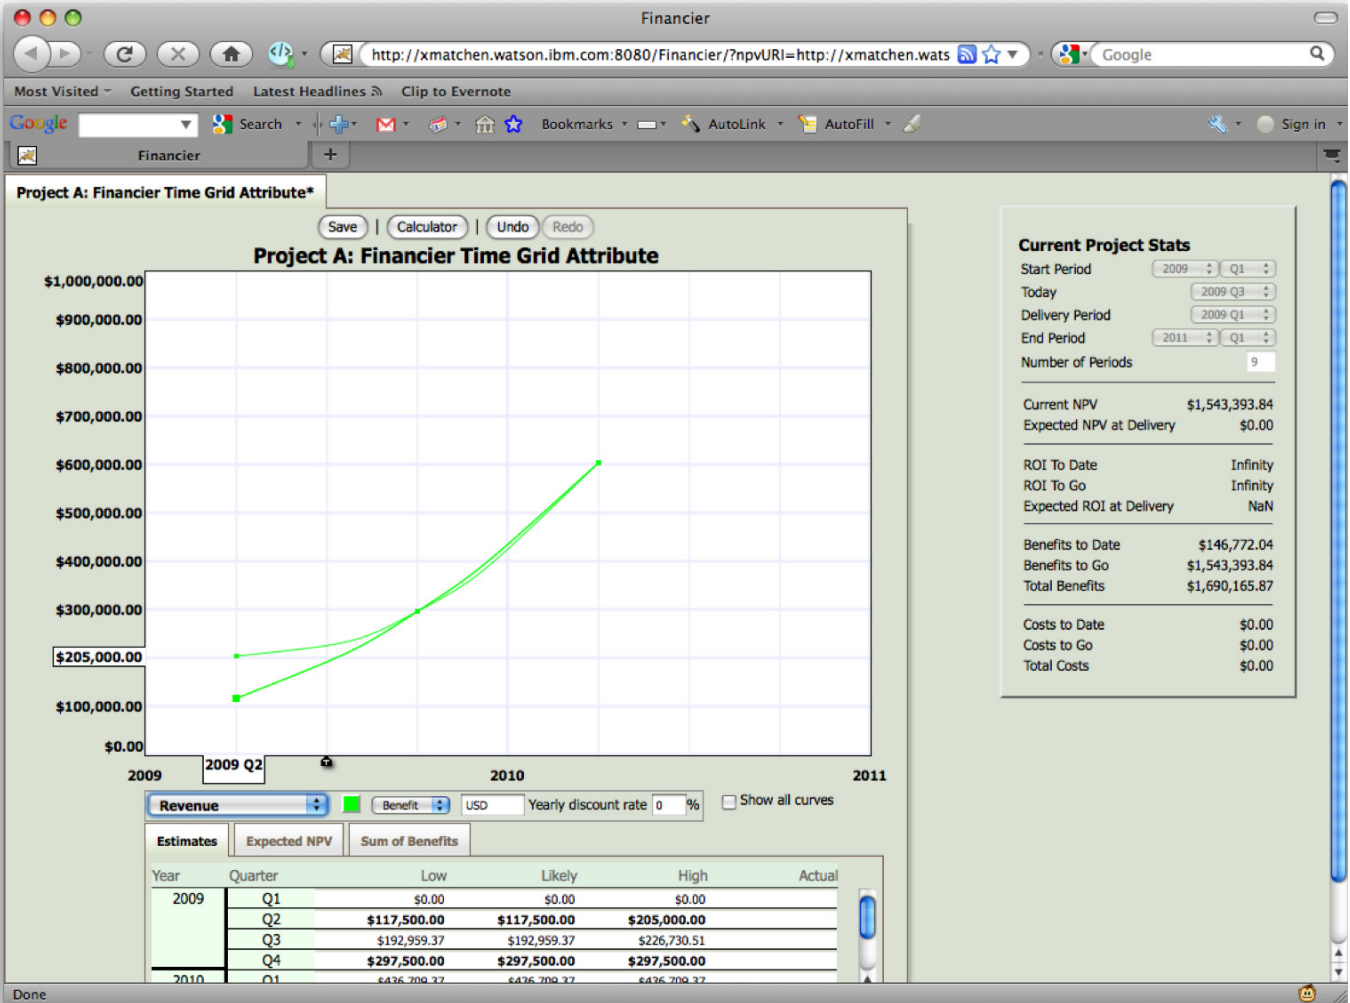 Financier
http://xmatchen.watson.ibm.com:8080/Financier/?npvURI=http://xmatchen.wats
Google
Most Visited Getting Started Latest Headlines Clip to Evernote
Google Search Bookmarks AutoLink AutoFill Sign in
Financier +
Project A: Financier Time Grid Attribute*
Save | Calculator | Undo Redo
Project A: Financier Time Grid Attribute
$1,000,000.00
$900,000.00
$800,000.00
$700,000.00
$600,000.00
$500,000.00
$400,000.00
$300,000.00
$205,000.00
$100,000.00
$0.00
2009 2009 Q2 2010 2011
Revenue Benefit USD Yearly discount rate 0 % Show all curves
Estimates Expected NPV Sum of Benefits
Year Quarter Low Likely High Actual
2009 Q1 $0.00 $0.00 $0.00
Q2 $117,500.00 $117,500.00 $205,000.00
Q3 $192,959.37 $192,959.37 $226,730.51
Q4 $297,500.00 $297,500.00 $297,500.00
2010 Q1 $436,709.37 $436,709.37 $436,709.37
Current Project Stats
Start Period 2009 Q1
Today 2009 Q3
Delivery Period 2009 Q1
End Period 2011 Q1
Number of Periods 9
Current NPV $1,543,393.84
Expected NPV at Delivery $0.00
ROI To Date Infinity
ROI To Go Infinity
Expected ROI at Delivery NaN
Benefits to Date $146,772.04
Benefits to Go $1,543,393.84
Total Benefits $1,690,165.87
Costs to Date $0.00
Costs to Go $0.00
Total Costs $0.00
Done